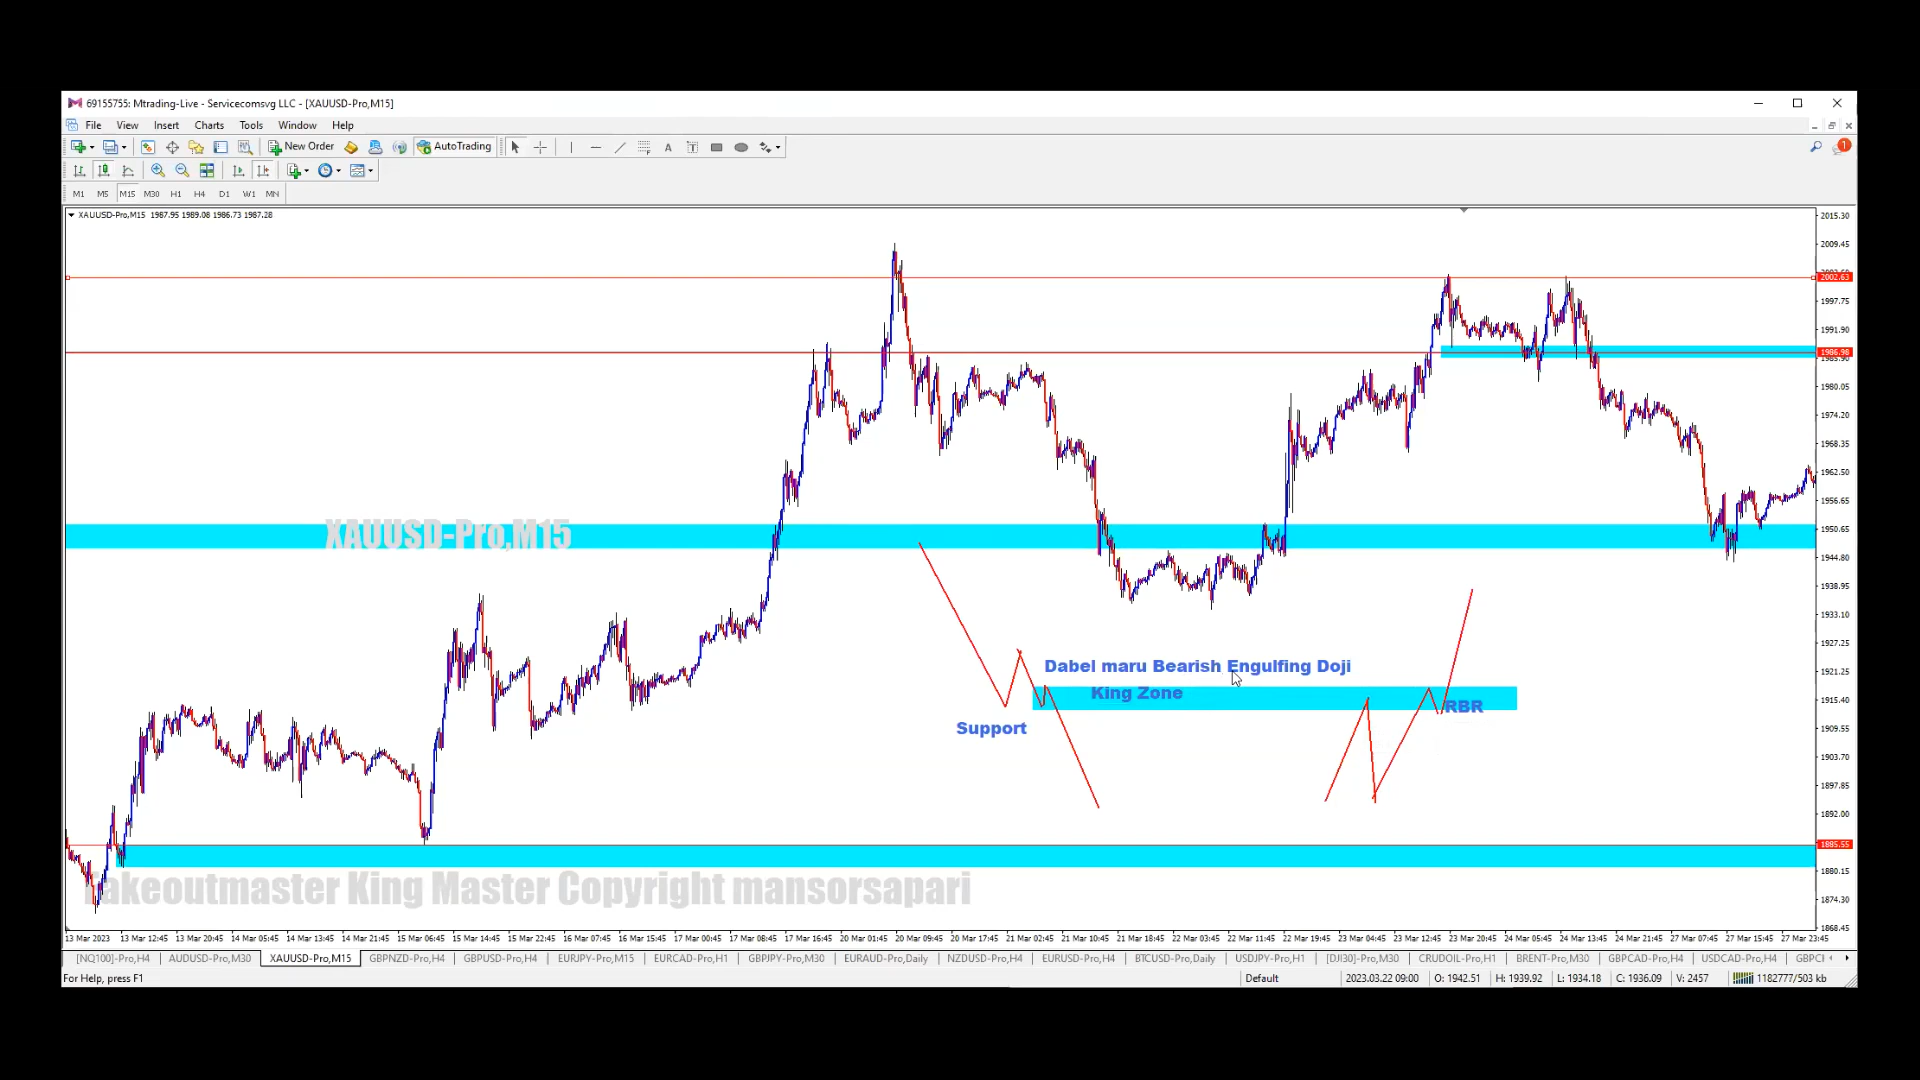 69155755: Mtrading-Live - Servicecomsvg LLC - [XAUUSD-Pro,M15]
File View Insert Charts Tools Window Help
New Order AutoTrading
1
M1 M5 M15 M30 H1 H4 D1 W1 MN
XAUUSD-Pro,M15 1987.95 1989.08 1986.73 1987.28
2015.30
2009.45
2002.63
1997.75
1991.90
1986.98
1980.05
1974.20
1968.35
1962.50
1956.65
1950.65
1944.80
1938.95
1933.10
1927.25
1921.25
1915.40
1909.55
1903.70
1897.85
1892.00
1885.55
1880.15
1874.30
1868.45
XAUUSD-Pro,M15
Dabel maru Bearish Engulfing Doji
King Zone
RBR
Support
akeoutmaster King Master Copyright mansorsapari
13 Mar 2023 13 Mar 12:45 13 Mar 20:45 14 Mar 05:45 14 Mar 13:45 14 Mar 21:45 15 Mar 06:45 15 Mar 14:45 15 Mar 22:45 16 Mar 07:45 16 Mar 15:45 17 Mar 00:45 17 Mar 08:45 17 Mar 16:45 20 Mar 01:45 20 Mar 09:45 20 Mar 17:45 21 Mar 02:45 21 Mar 10:45 21 Mar 18:45 22 Mar 03:45 22 Mar 11:45 22 Mar 19:45 23 Mar 04:45 23 Mar 12:45 23 Mar 20:45 24 Mar 05:45 24 Mar 13:45 24 Mar 21:45 27 Mar 07:45 27 Mar 15:45 27 Mar 23:45
[NQ100]-Pro,H4 AUDUSD-Pro,M30 XAUUSD-Pro,M15 GBPNZD-Pro,H4 GBPUSD-Pro,H4 EURJPY-Pro,M15 EURCAD-Pro,H1 GBPJPY-Pro,M30 EURAUD-Pro,Daily NZDUSD-Pro,H4 EURUSD-Pro,H4 BTCUSD-Pro,Daily USDJPY-Pro,H1 [DJI30]-Pro,M30 CRUDOIL-Pro,H1 BRENT-Pro,M30 GBPCAD-Pro,H4 USDCAD-Pro,H4
For Help, press F1 Default 2023.03.22 09:00 O: 1942.51 H: 1939.92 L: 1934.18 C: 1936.09 V: 2457 1182777/503 kb